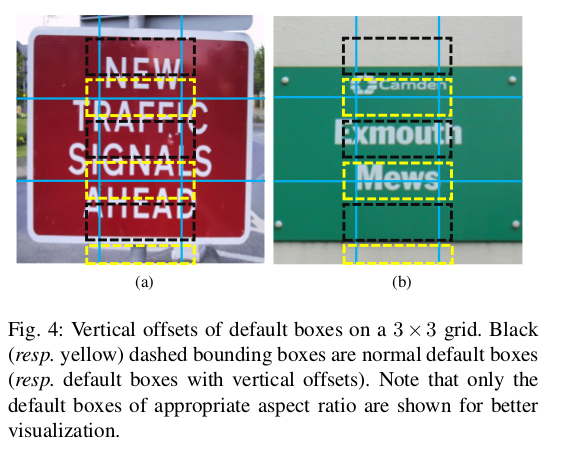 NEW
TRAFFIC
SIGNALS
AHEAD
Camden
Exmouth
Mews
(a)
(b)
Fig. 4: Vertical offsets of default boxes on a 3 × 3 grid. Black
(resp. yellow) dashed bounding boxes are normal default boxes
(resp. default boxes with vertical offsets). Note that only the
default boxes of appropriate aspect ratio are shown for better
visualization.